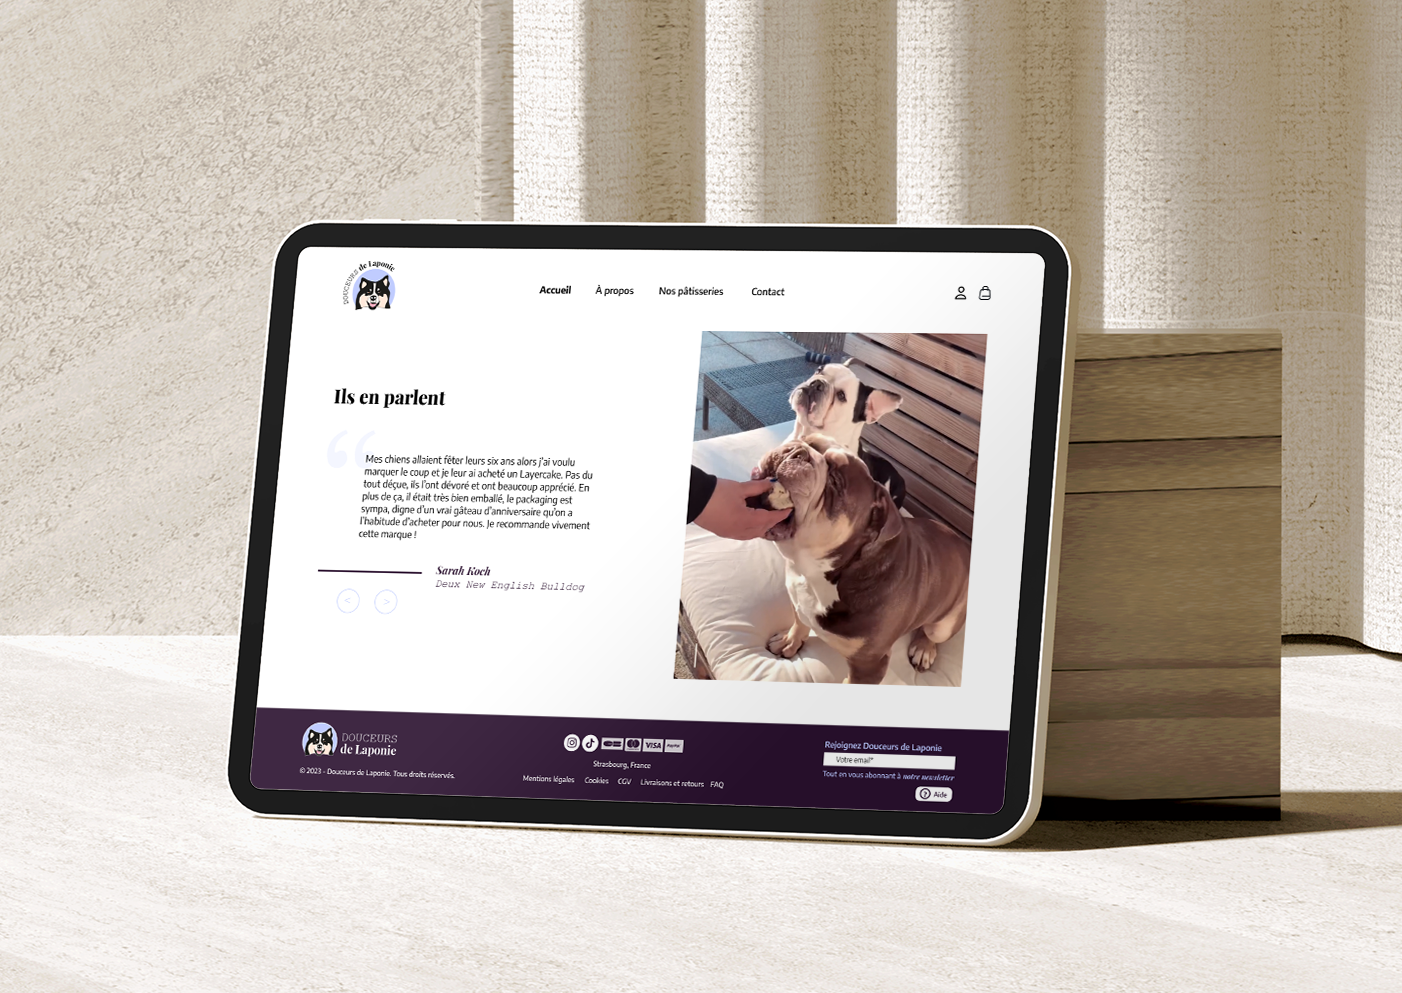 DOUCEURS de Laponie
Accueil
À propos
Nos pâtisseries
Contact
Ils en parlent
“
Mes chiens allaient fêter leurs six ans alors j'ai voulu
marquer le coup et je leur ai acheté un Layercake. Pas du
tout déçue, ils l'ont dévoré et ont beaucoup apprécié. En
plus de ça, il était très bien emballé, le packaging est
sympa, digne d'un vrai gâteau d'anniversaire qu'on a
l'habitude d'acheter pour nous. Je recommande vivement
cette marque !
Sarah Koch
Deux New English Bulldog
< >
DOUCEURS
de Laponie
© 2023 - Douceurs de Laponie. Tous droits réservés.
VISA PayPal
Strasbourg, France
Mentions légales Cookies CGV Livraisons et retours FAQ
Rejoignez Douceurs de Laponie
Votre email*
Tout en vous abonnant à notre newsletter
? Aide